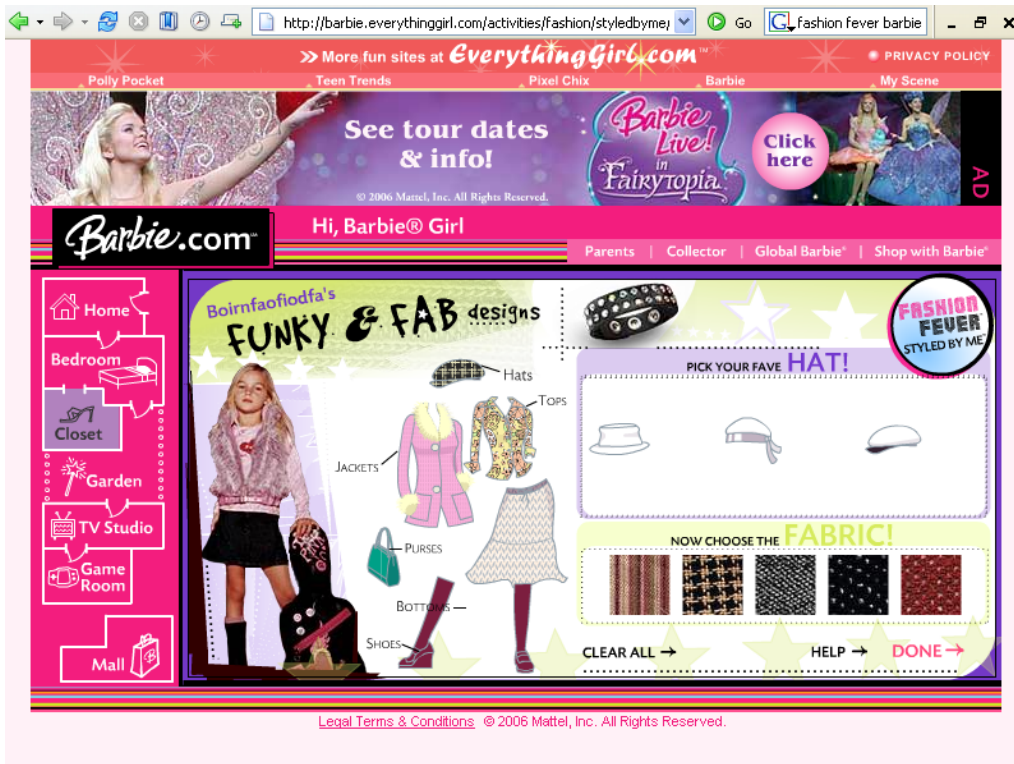 http://barbie.everythinggirl.com/activities/fashion/styledbyme/
Go
fashion fever barbie
>> More fun sites at EverythingGirl.com™
PRIVACY POLICY
Polly Pocket
Teen Trends
Pixel Chix
Barbie
My Scene
See tour dates
& info!
© 2006 Mattel, Inc. All Rights Reserved.
Barbie
Live!
in
Fairytopia
Click
here
AD
Barbie.com™
Hi, Barbie® Girl
Parents | Collector | Global Barbie® | Shop with Barbie®
Home
Bedroom
Closet
Garden
TV Studio
Game
Room
Mall
Boirnfaofiodfa's
FUNKY & FAB designs
HATS
TOPS
JACKETS
PURSES
BOTTOMS
SHOES
FASHION
FEVER
STYLED BY ME™
PICK YOUR FAVE HAT!
NOW CHOOSE THE FABRIC!
CLEAR ALL →
HELP →
DONE →
Legal Terms & Conditions © 2006 Mattel, Inc. All Rights Reserved.